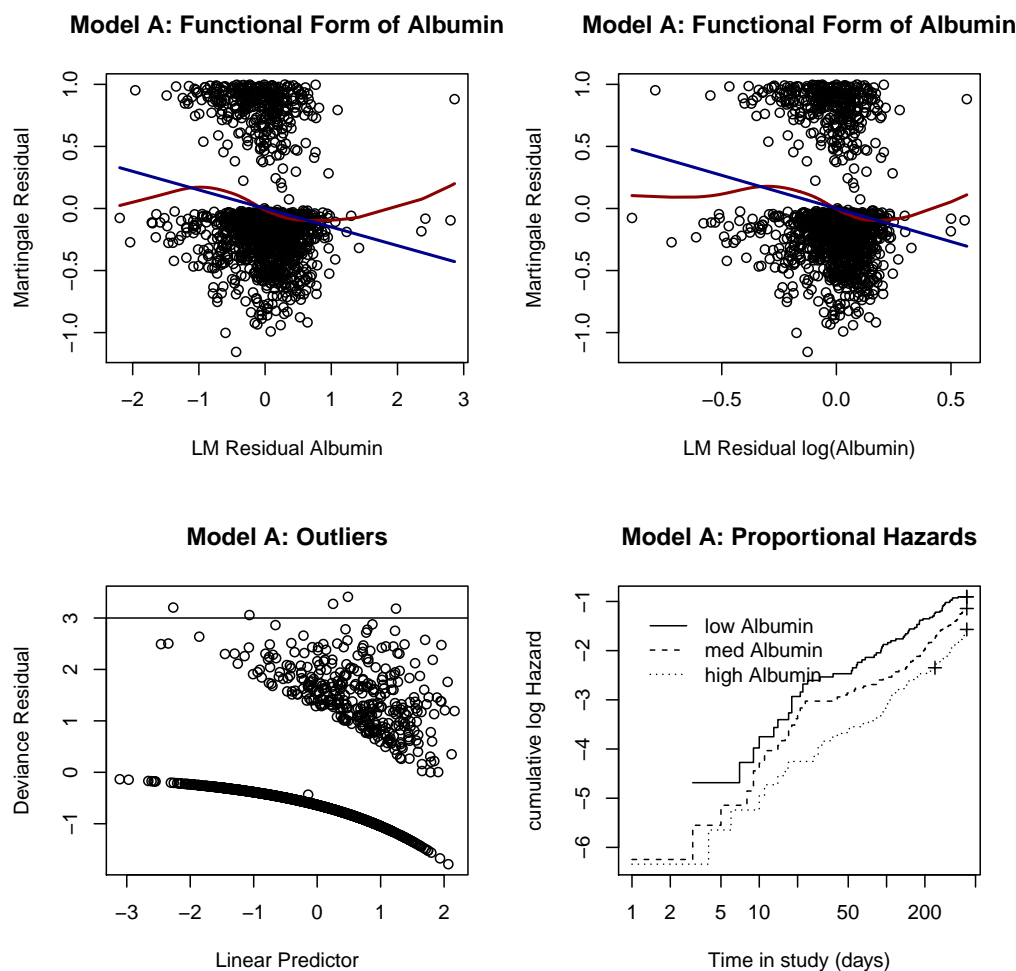 Model A: Functional Form of Albumin
Martingale Residual
1.0
0.5
0.0
−0.5
−1.0
−2 −1 0 1 2 3
LM Residual Albumin
Model A: Functional Form of Albumin
Martingale Residual
1.0
0.5
0.0
−0.5
−1.0
−0.5 0.0 0.5
LM Residual log(Albumin)
Model A: Outliers
Deviance Residual
3
2
1
0
−1
−3 −2 −1 0 1 2
Linear Predictor
Model A: Proportional Hazards
cumulative log Hazard
−1
−2
−3
−4
−5
−6
low Albumin
med Albumin
high Albumin
1 2 5 10 50 200
Time in study (days)